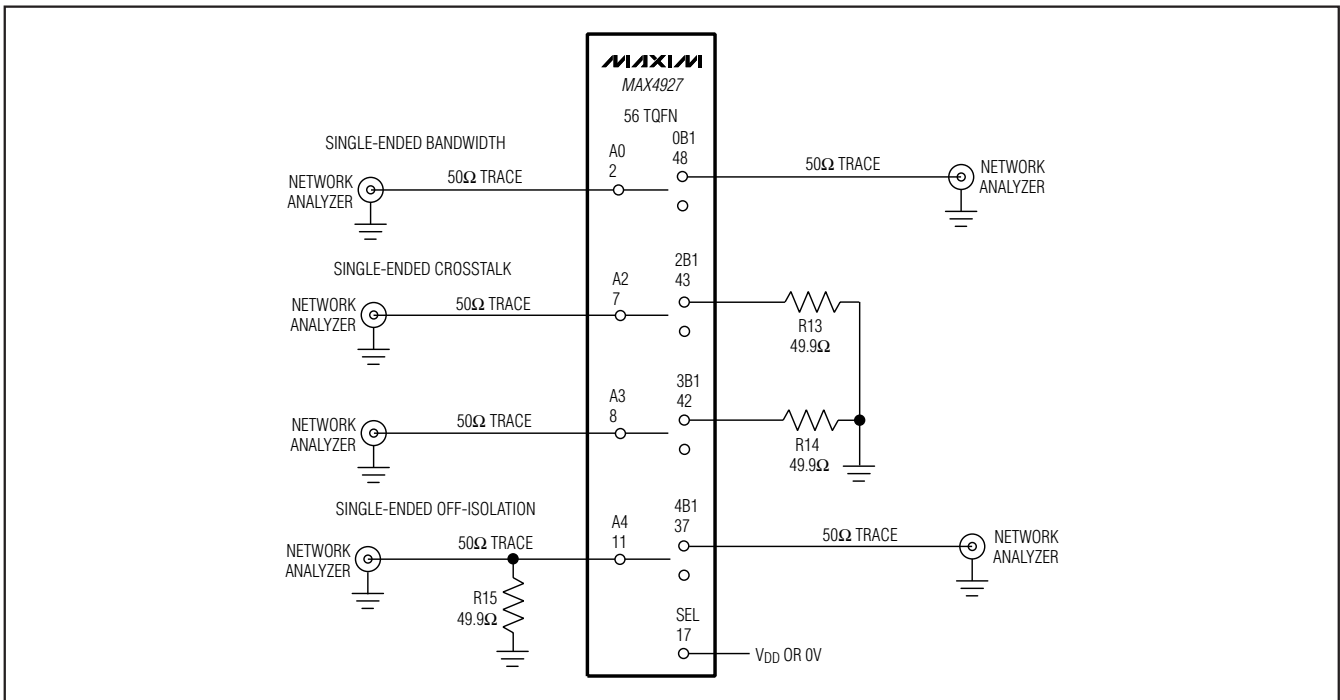 MAXIM
MAX4927
56 TQFN
SINGLE-ENDED BANDWIDTH
NETWORK
ANALYZER
50Ω TRACE
A0
2
0B1
48
50Ω TRACE
NETWORK
ANALYZER
SINGLE-ENDED CROSSTALK
NETWORK
ANALYZER
50Ω TRACE
A2
7
2B1
43
R13
49.9Ω
NETWORK
ANALYZER
50Ω TRACE
A3
8
3B1
42
R14
49.9Ω
SINGLE-ENDED OFF-ISOLATION
NETWORK
ANALYZER
50Ω TRACE
R15
49.9Ω
A4
11
4B1
37
50Ω TRACE
NETWORK
ANALYZER
SEL
17
VDD OR 0V